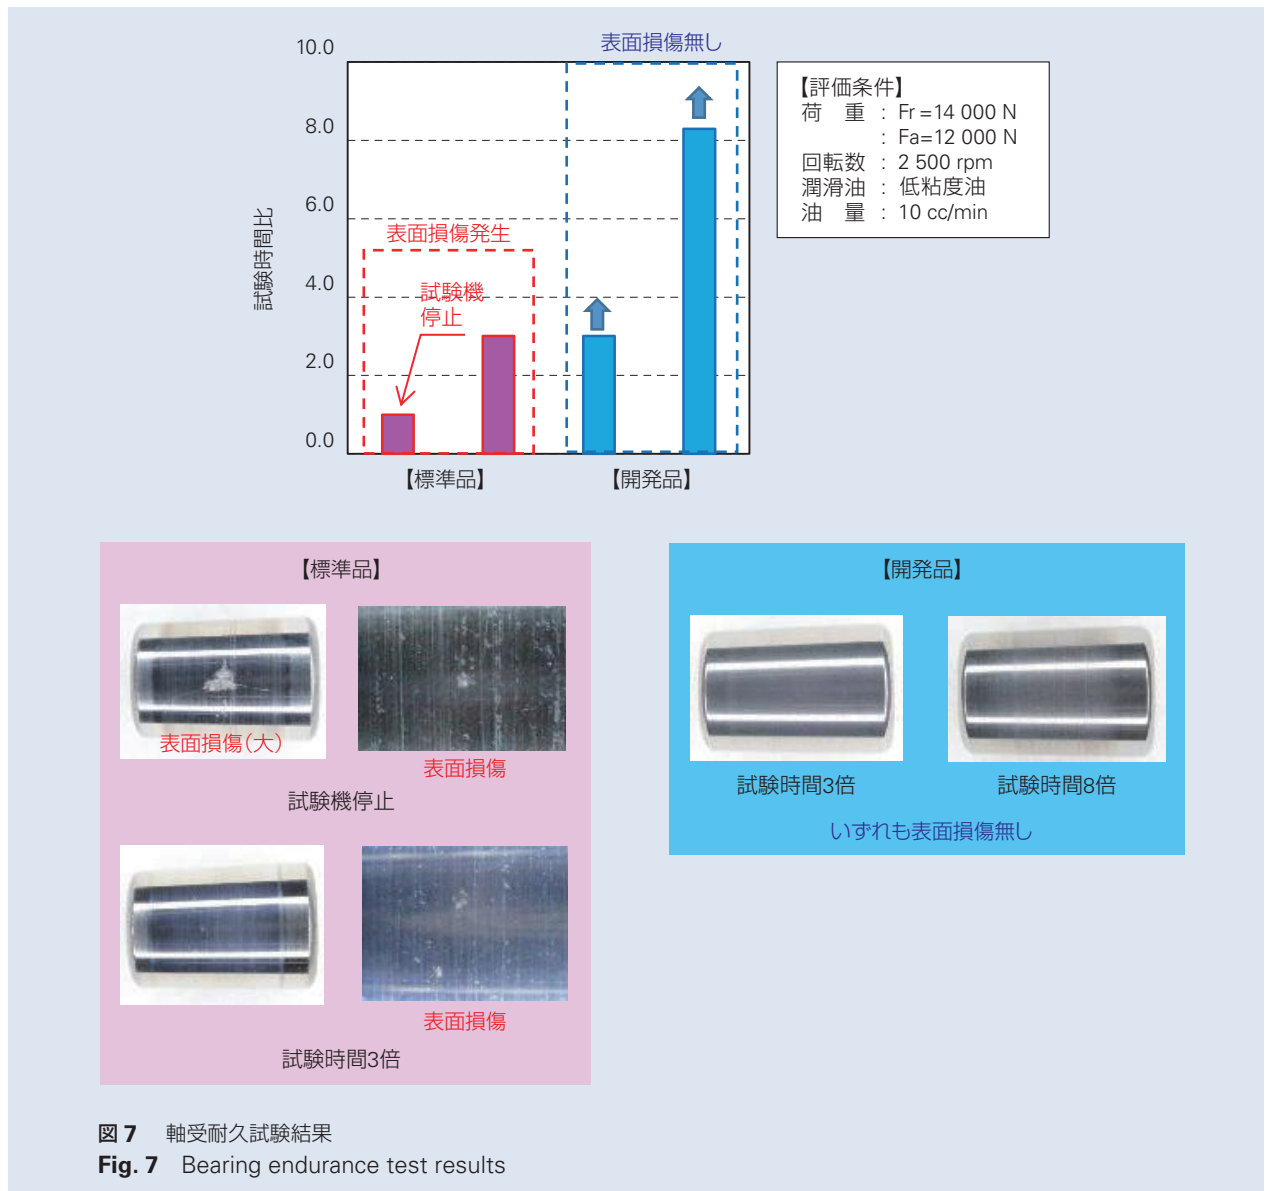 表面損傷無し
10.0
8.0
6.0
4.0
2.0
0.0
試験時間比
表面損傷発生
試験機
停止
【標準品】
【開発品】
【評価条件】
荷 重 : Fr=14 000 N
: Fa=12 000 N
回転数 : 2 500 rpm
潤滑油 : 低粘度油
油 量 : 10 cc/min
【標準品】
表面損傷(大)
表面損傷
試験機停止
表面損傷
試験時間3倍
【開発品】
試験時間3倍
試験時間8倍
いずれも表面損傷無し
図 7 軸受耐久試験結果
Fig. 7 Bearing endurance test results